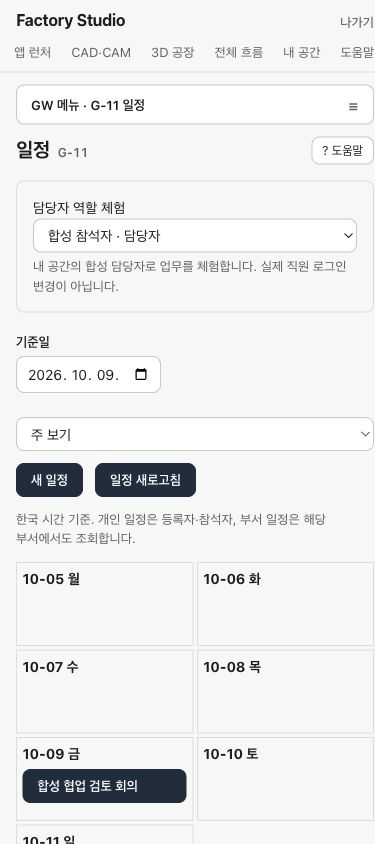 Factory Studio
나가기
앱 런처 CAD·CAM 3D 공장 전체 흐름 내 공간 도움말
GW 메뉴 · G-11 일정 ≡
일정 G-11 ? 도움말
담당자 역할 체험
합성 참석자 · 담당자
내 공간의 합성 담당자로 업무를 체험합니다. 실제 직원 로그인
변경이 아닙니다.
기준일
2026. 10. 09.
주 보기
새 일정 일정 새로고침
한국 시간 기준. 개인 일정은 등록자·참석자, 부서 일정은 해당
부서에서도 조회합니다.
10-05 월 10-06 화
10-07 수 10-08 목
10-09 금 10-10 토
합성 협업 검토 회의
10-11 일